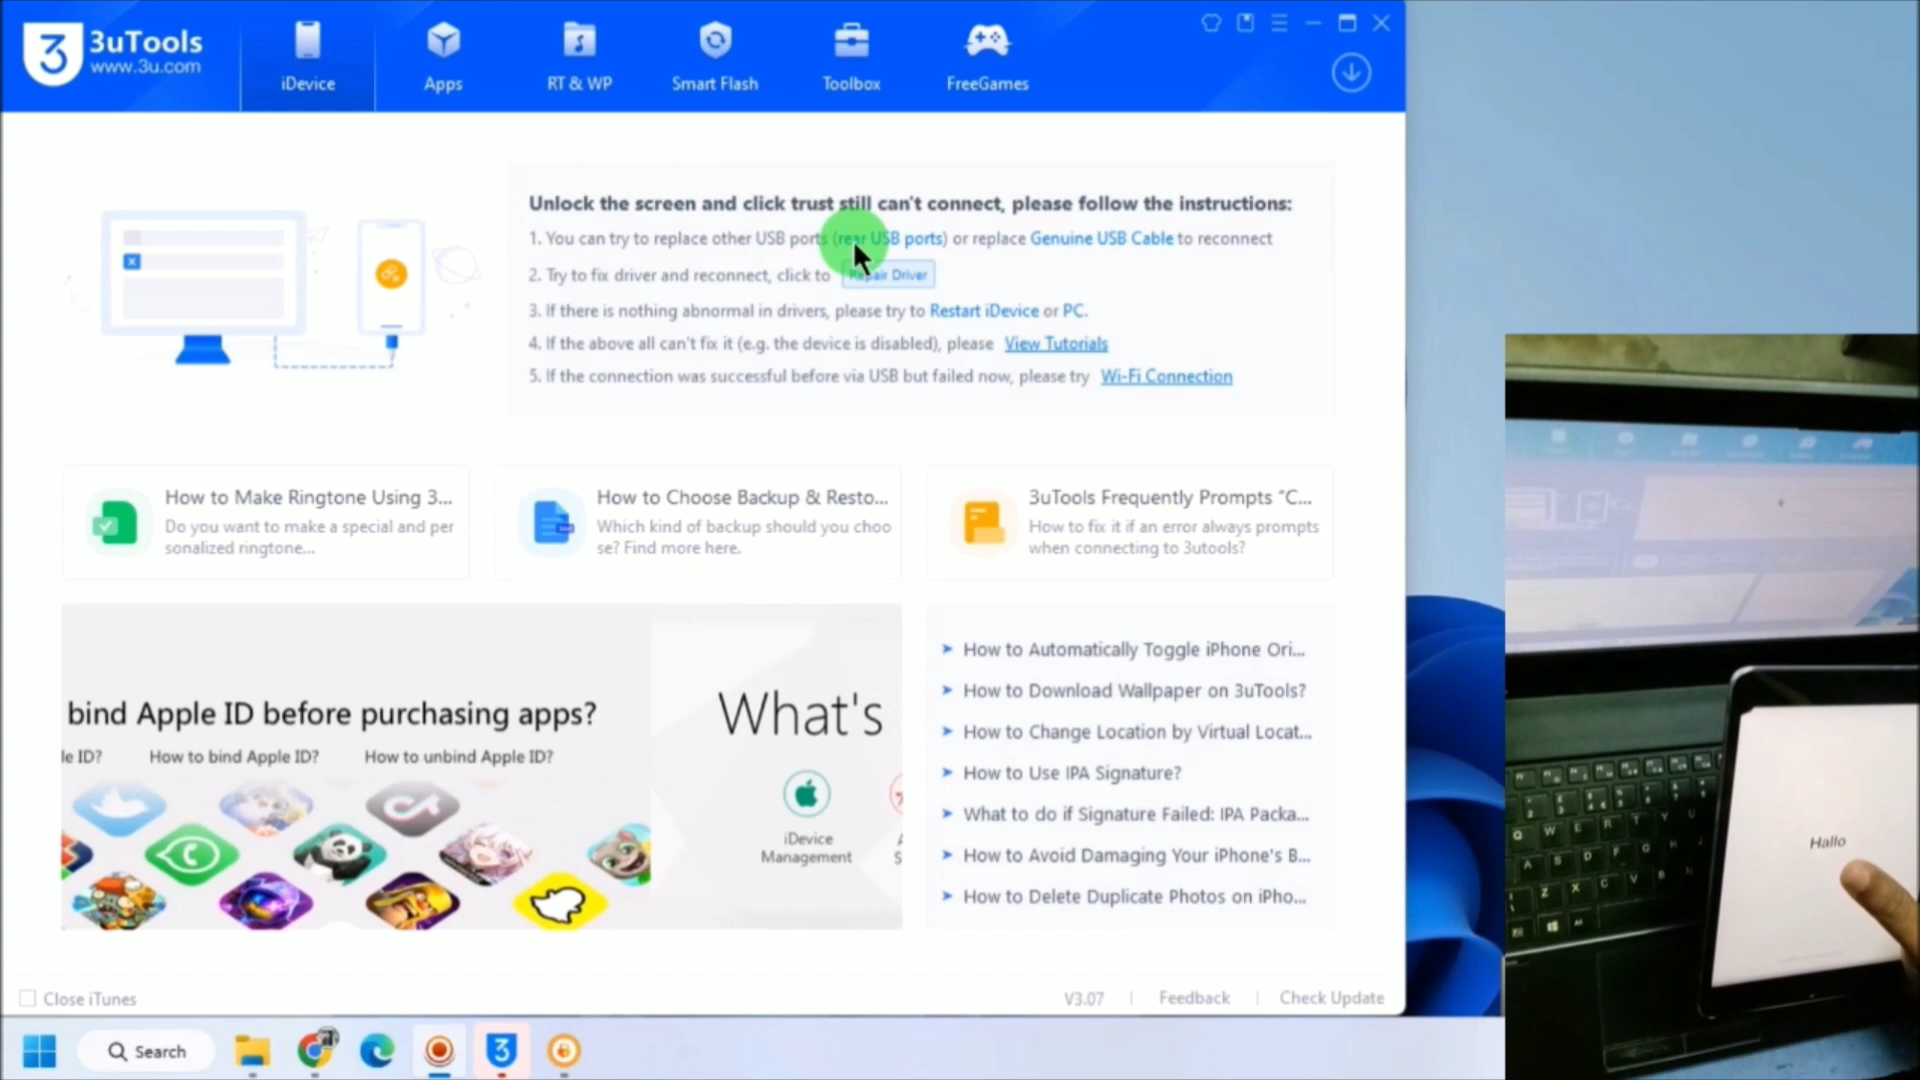 3uTools
www.3u.com
iDevice
Apps
RT & WP
Smart Flash
Toolbox
FreeGames
Unlock the screen and click trust still can't connect, please follow the instructions:
1. You can try to replace other USB ports (rear USB ports) or replace Genuine USB Cable to reconnect
2. Try to fix driver and reconnect, click to Repair Driver
3. If there is nothing abnormal in drivers, please try to Restart iDevice or PC.
4. If the above all can't fix it (e.g. the device is disabled), please View Tutorials
5. If the connection was successful before via USB but failed now, please try Wi-Fi Connection
How to Make Ringtone Using 3...
Do you want to make a special and per
sonalized ringtone...
How to Choose Backup & Resto...
Which kind of backup should you choo
se? Find more here.
3uTools Frequently Prompts "C...
How to fix it if an error always prompts
when connecting to 3utools?
bind Apple ID before purchasing apps?
le ID?
How to bind Apple ID?
How to unbind Apple ID?
What's
iDevice
Management
How to Automatically Toggle iPhone Ori...
How to Download Wallpaper on 3uTools?
How to Change Location by Virtual Locat...
How to Use IPA Signature?
What to do if Signature Failed: IPA Packa...
How to Avoid Damaging Your iPhone's B...
How to Delete Duplicate Photos on iPho...
Hallo
Close iTunes
V3.07
Feedback
Check Update
Search